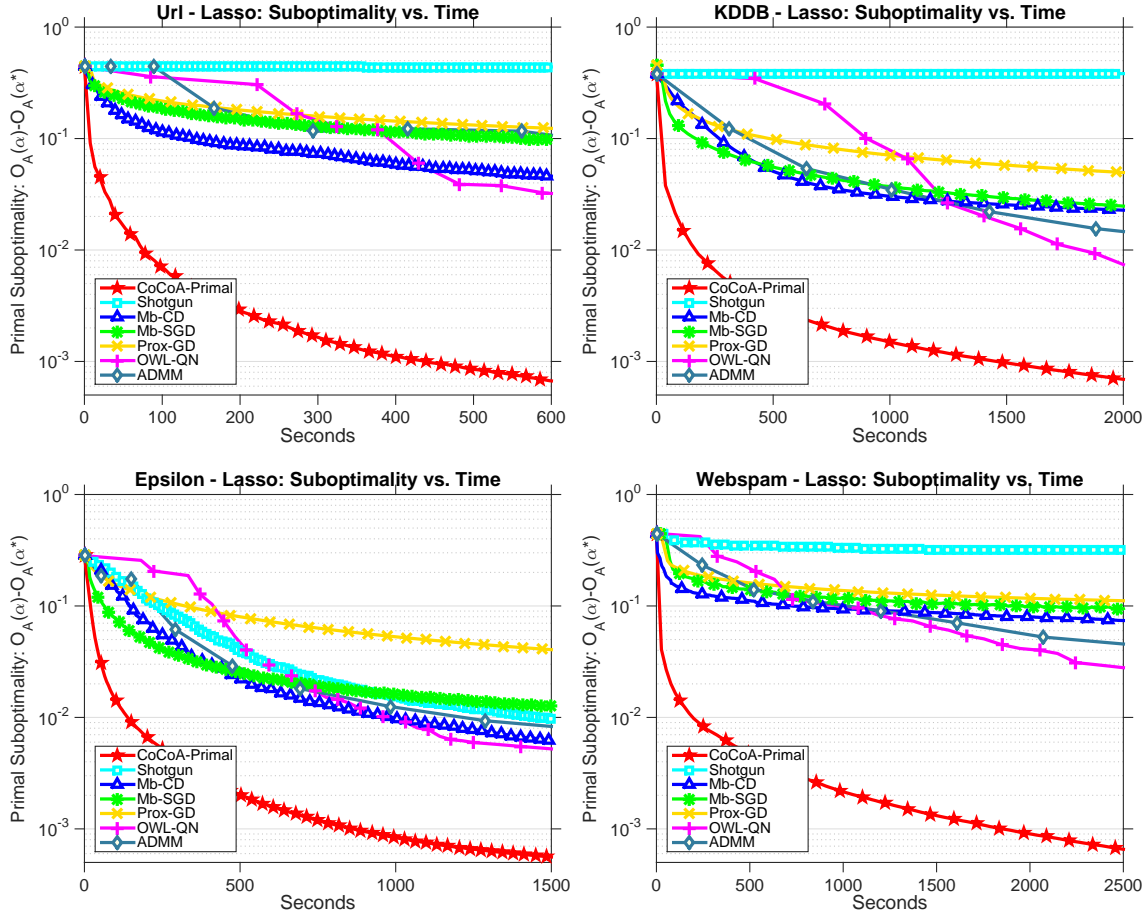 Url - Lasso: Suboptimality vs. Time
Primal Suboptimality: O_A(α)-O_A(α*)
10^0
10^-1
10^-2
10^-3
CoCoA-Primal
Shotgun
Mb-CD
Mb-SGD
Prox-GD
OWL-QN
ADMM
0 100 200 300 400 500 600
Seconds
KDDB - Lasso: Suboptimality vs. Time
Primal Suboptimality: O_A(α)-O_A(α*)
10^0
10^-1
10^-2
10^-3
CoCoA-Primal
Shotgun
Mb-CD
Mb-SGD
Prox-GD
OWL-QN
ADMM
0 500 1000 1500 2000
Seconds
Epsilon - Lasso: Suboptimality vs. Time
Primal Suboptimality: O_A(α)-O_A(α*)
10^0
10^-1
10^-2
10^-3
CoCoA-Primal
Shotgun
Mb-CD
Mb-SGD
Prox-GD
OWL-QN
ADMM
0 500 1000 1500
Seconds
Webspam - Lasso: Suboptimality vs. Time
Primal Suboptimality: O_A(α)-O_A(α*)
10^0
10^-1
10^-2
10^-3
CoCoA-Primal
Shotgun
Mb-CD
Mb-SGD
Prox-GD
OWL-QN
ADMM
0 500 1000 1500 2000 2500
Seconds